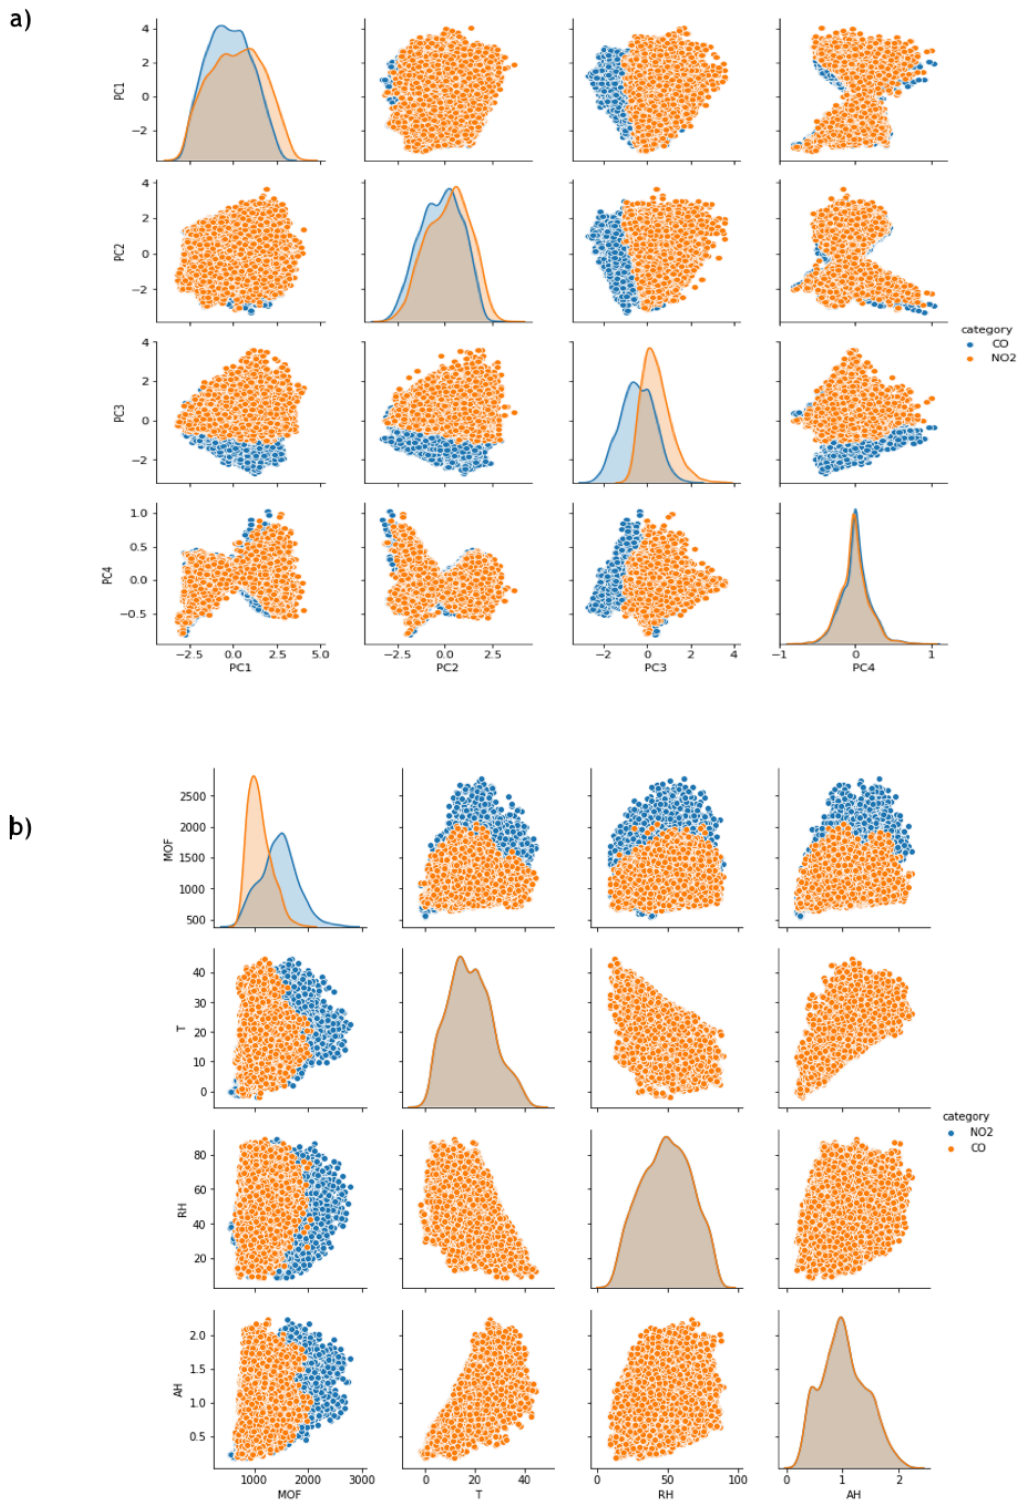 a)
4
2
0
−2
PC1
4
2
0
−2
PC2
category
CO
NO2
4
2
0
−2
PC3
1.0
0.5
0.0
−0.5
PC4
−2.5 0.0 2.5 5.0
PC1
−2.5 0.0 2.5
PC2
−2 0 2 4
PC3
−1 0 1
PC4
b)
2500
2000
1500
1000
500
MOF
40
30
20
10
0
T
category
NO2
CO
80
60
40
20
RH
2.0
1.5
1.0
0.5
AH
1000 2000 3000
MOF
0 20 40
T
0 50 100
RH
0 1 2
AH